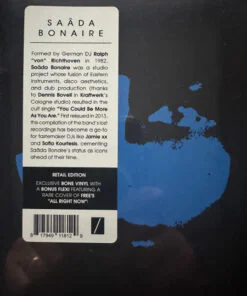 SAÂDA
BONAIRE
Formed by German DJ Ralph
"von" Richthoven in 1982,
Saâda Bonaire was a studio
project whose fusion of Eastern
instruments, disco aesthetics,
and dub production (thanks
to Dennis Bovell in Kraftwerk's
Cologne studio) resulted in the
cult single "You Could Be More
As You Are." First reissued in 2013,
the compilation of the band's lost
recordings has become a go-to
for tastemaker DJs like Jamie xx
and Sofia Kourtesis, cementing
Saâda Bonaire's status as icons
ahead of their time.
RETAIL EDITION
EXCLUSIVE BONE VINYL WITH
A BONUS FLEXI FEATURING A
RARE COVER OF FREE'S
"ALL RIGHT NOW"